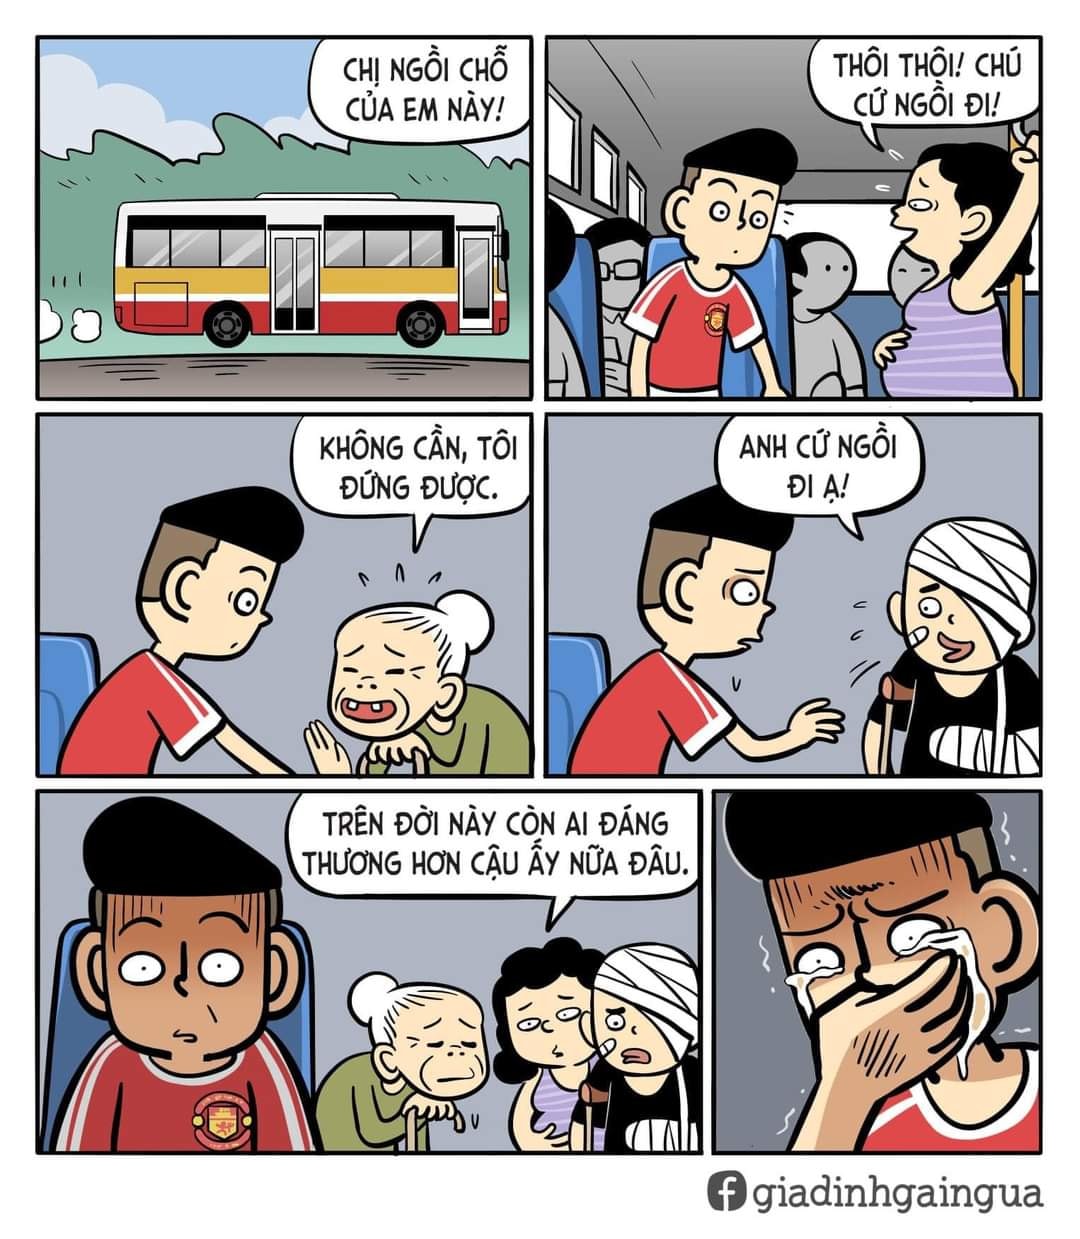 CHỊ NGỒI CHỖ
CỦA EM NÀY!
THÔI THÔI! CHÚ
CỨ NGỒI ĐI!
KHÔNG CẦN, TÔI
ĐỨNG ĐƯỢC.
ANH CỨ NGỒI
ĐI Ạ!
TRÊN ĐỜI NÀY CÒN AI ĐÁNG
THƯƠNG HƠN CẬU ẤY NỮA ĐÂU.
giadinhgaingua